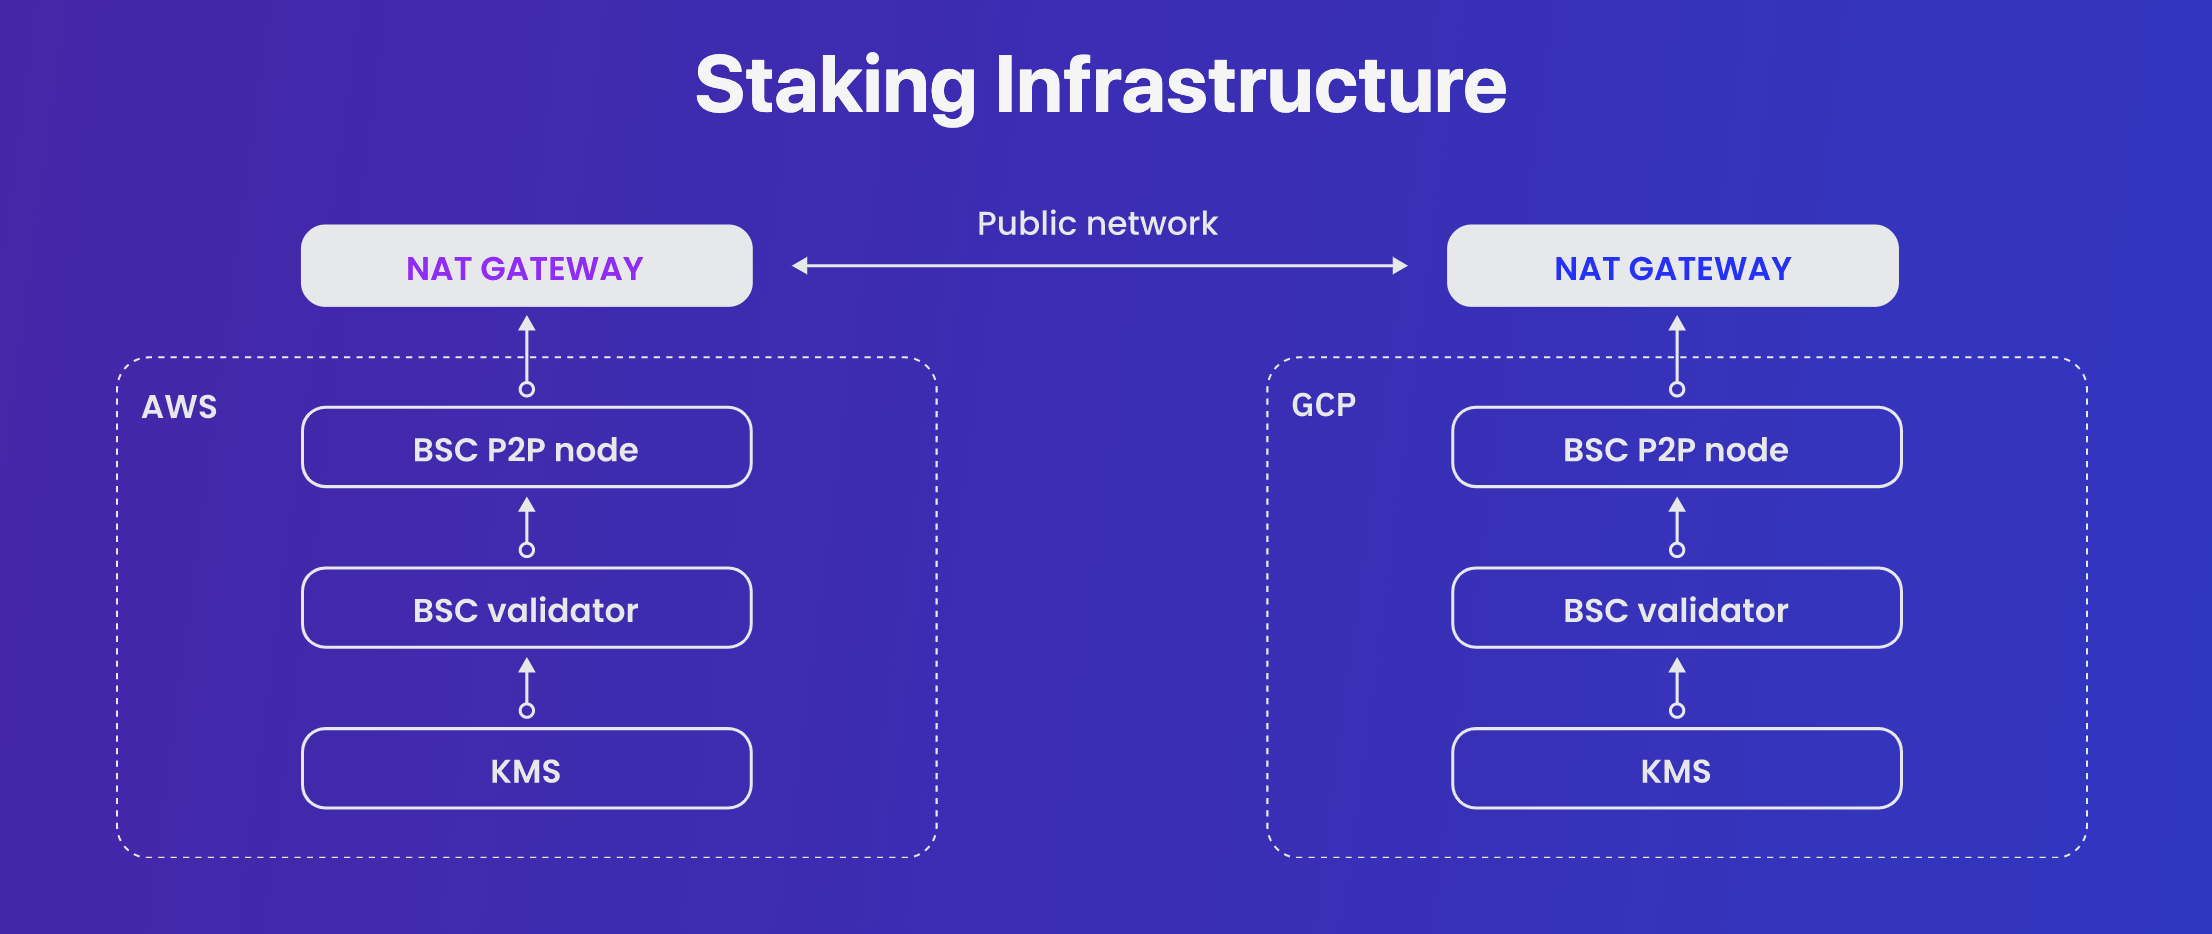 Staking Infrastructure
Public network
NAT GATEWAY
NAT GATEWAY
AWS
BSC P2P node
BSC validator
KMS
GCP
BSC P2P node
BSC validator
KMS